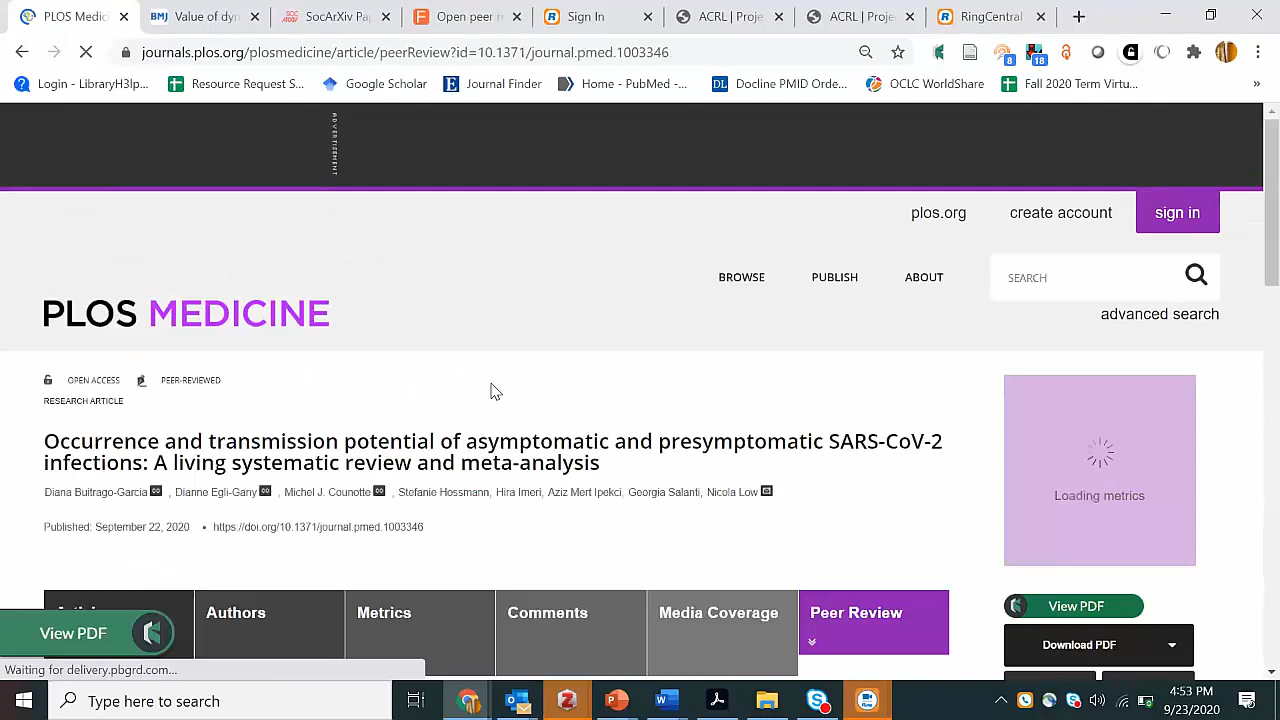 PLOS Medic
Value of dyn
SocArXiv Pap
Open peer r
Sign In
ACRL | Proje
ACRL | Proje
RingCentral
journals.plos.org/plosmedicine/article/peerReview?id=10.1371/journal.pmed.1003346
8
18
Login - LibraryH3lp...
Resource Request S...
Google Scholar
Journal Finder
Home - PubMed -...
DL
Docline PMID Orde...
OCLC WorldShare
Fall 2020 Term Virtu...
»
ADVERTISEMENT
plos.org
create account
sign in
BROWSE
PUBLISH
ABOUT
SEARCH
PLOS MEDICINE
advanced search
OPEN ACCESS
PEER-REVIEWED
RESEARCH ARTICLE
Occurrence and transmission potential of asymptomatic and presymptomatic SARS-CoV-2
infections: A living systematic review and meta-analysis
Diana Buitrago-Garcia , Dianne Egli-Gany , Michel J. Counotte , Stefanie Hossmann, Hira Imeri, Aziz Mert Ipekci, Georgia Salanti, Nicola Low
Published: September 22, 2020 • https://doi.org/10.1371/journal.pmed.1003346
Loading metrics
Authors
Metrics
Comments
Media Coverage
Peer Review
View PDF
View PDF
Download PDF
Waiting for delivery.pbgrd.com...
Type here to search
4:53 PM
9/23/2020